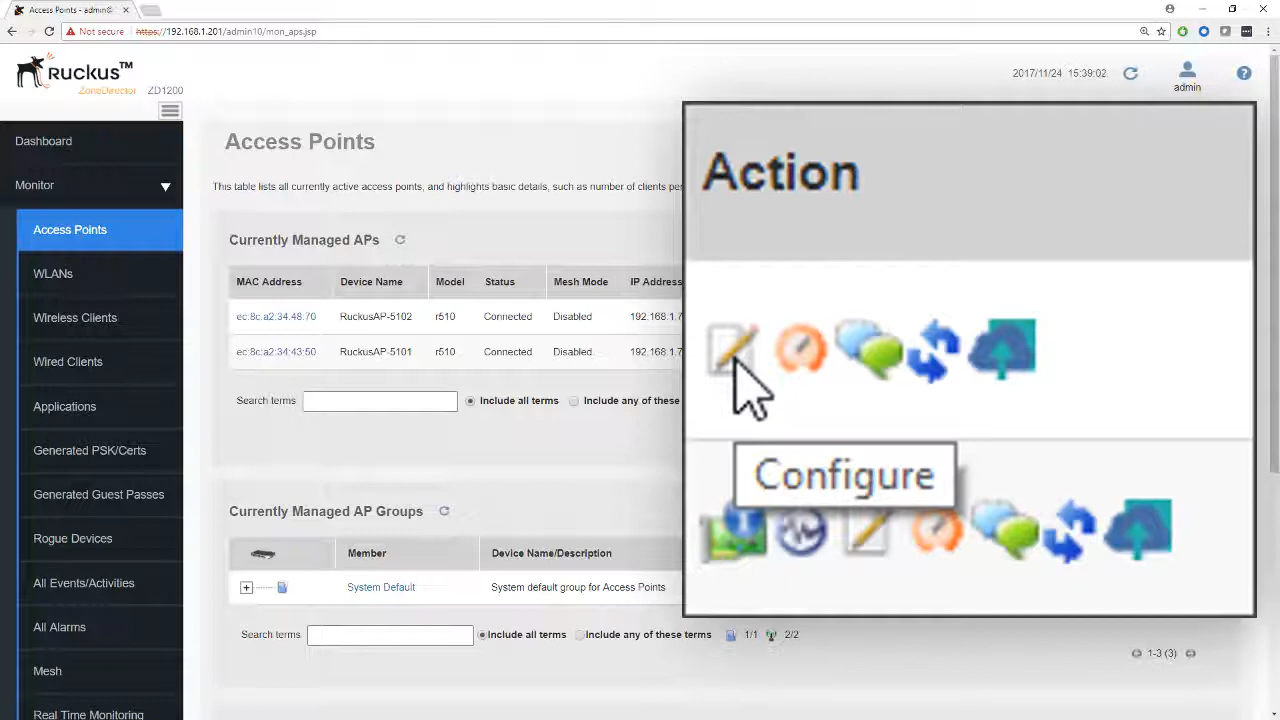 Access Points - admin@
Not secure https://192.168.1.201/admin10/mon_aps.jsp
Ruckus™
ZoneDirector ZD1200
2017/11/24 15:39:02
admin
Dashboard
Monitor
Access Points
WLANs
Wireless Clients
Wired Clients
Applications
Generated PSK/Certs
Generated Guest Passes
Rogue Devices
All Events/Activities
All Alarms
Mesh
Real Time Monitoring
Access Points
This table lists all currently active access points, and highlights basic details, such as number of clients per
Currently Managed APs
MAC Address Device Name Model Status Mesh Mode IP Address
ec:8c:a2:34:48:70 RuckusAP-5102 r510 Connected Disabled 192.168.1.7
ec:8c:a2:34:43:50 RuckusAP-5101 r510 Connected Disabled 192.168.1.7
Search terms Include all terms Include any of these
Currently Managed AP Groups
Member Device Name/Description
System Default System default group for Access Points
Search terms Include all terms Include any of these terms 1/1 2/2
1-3 (3)
Action
Configure